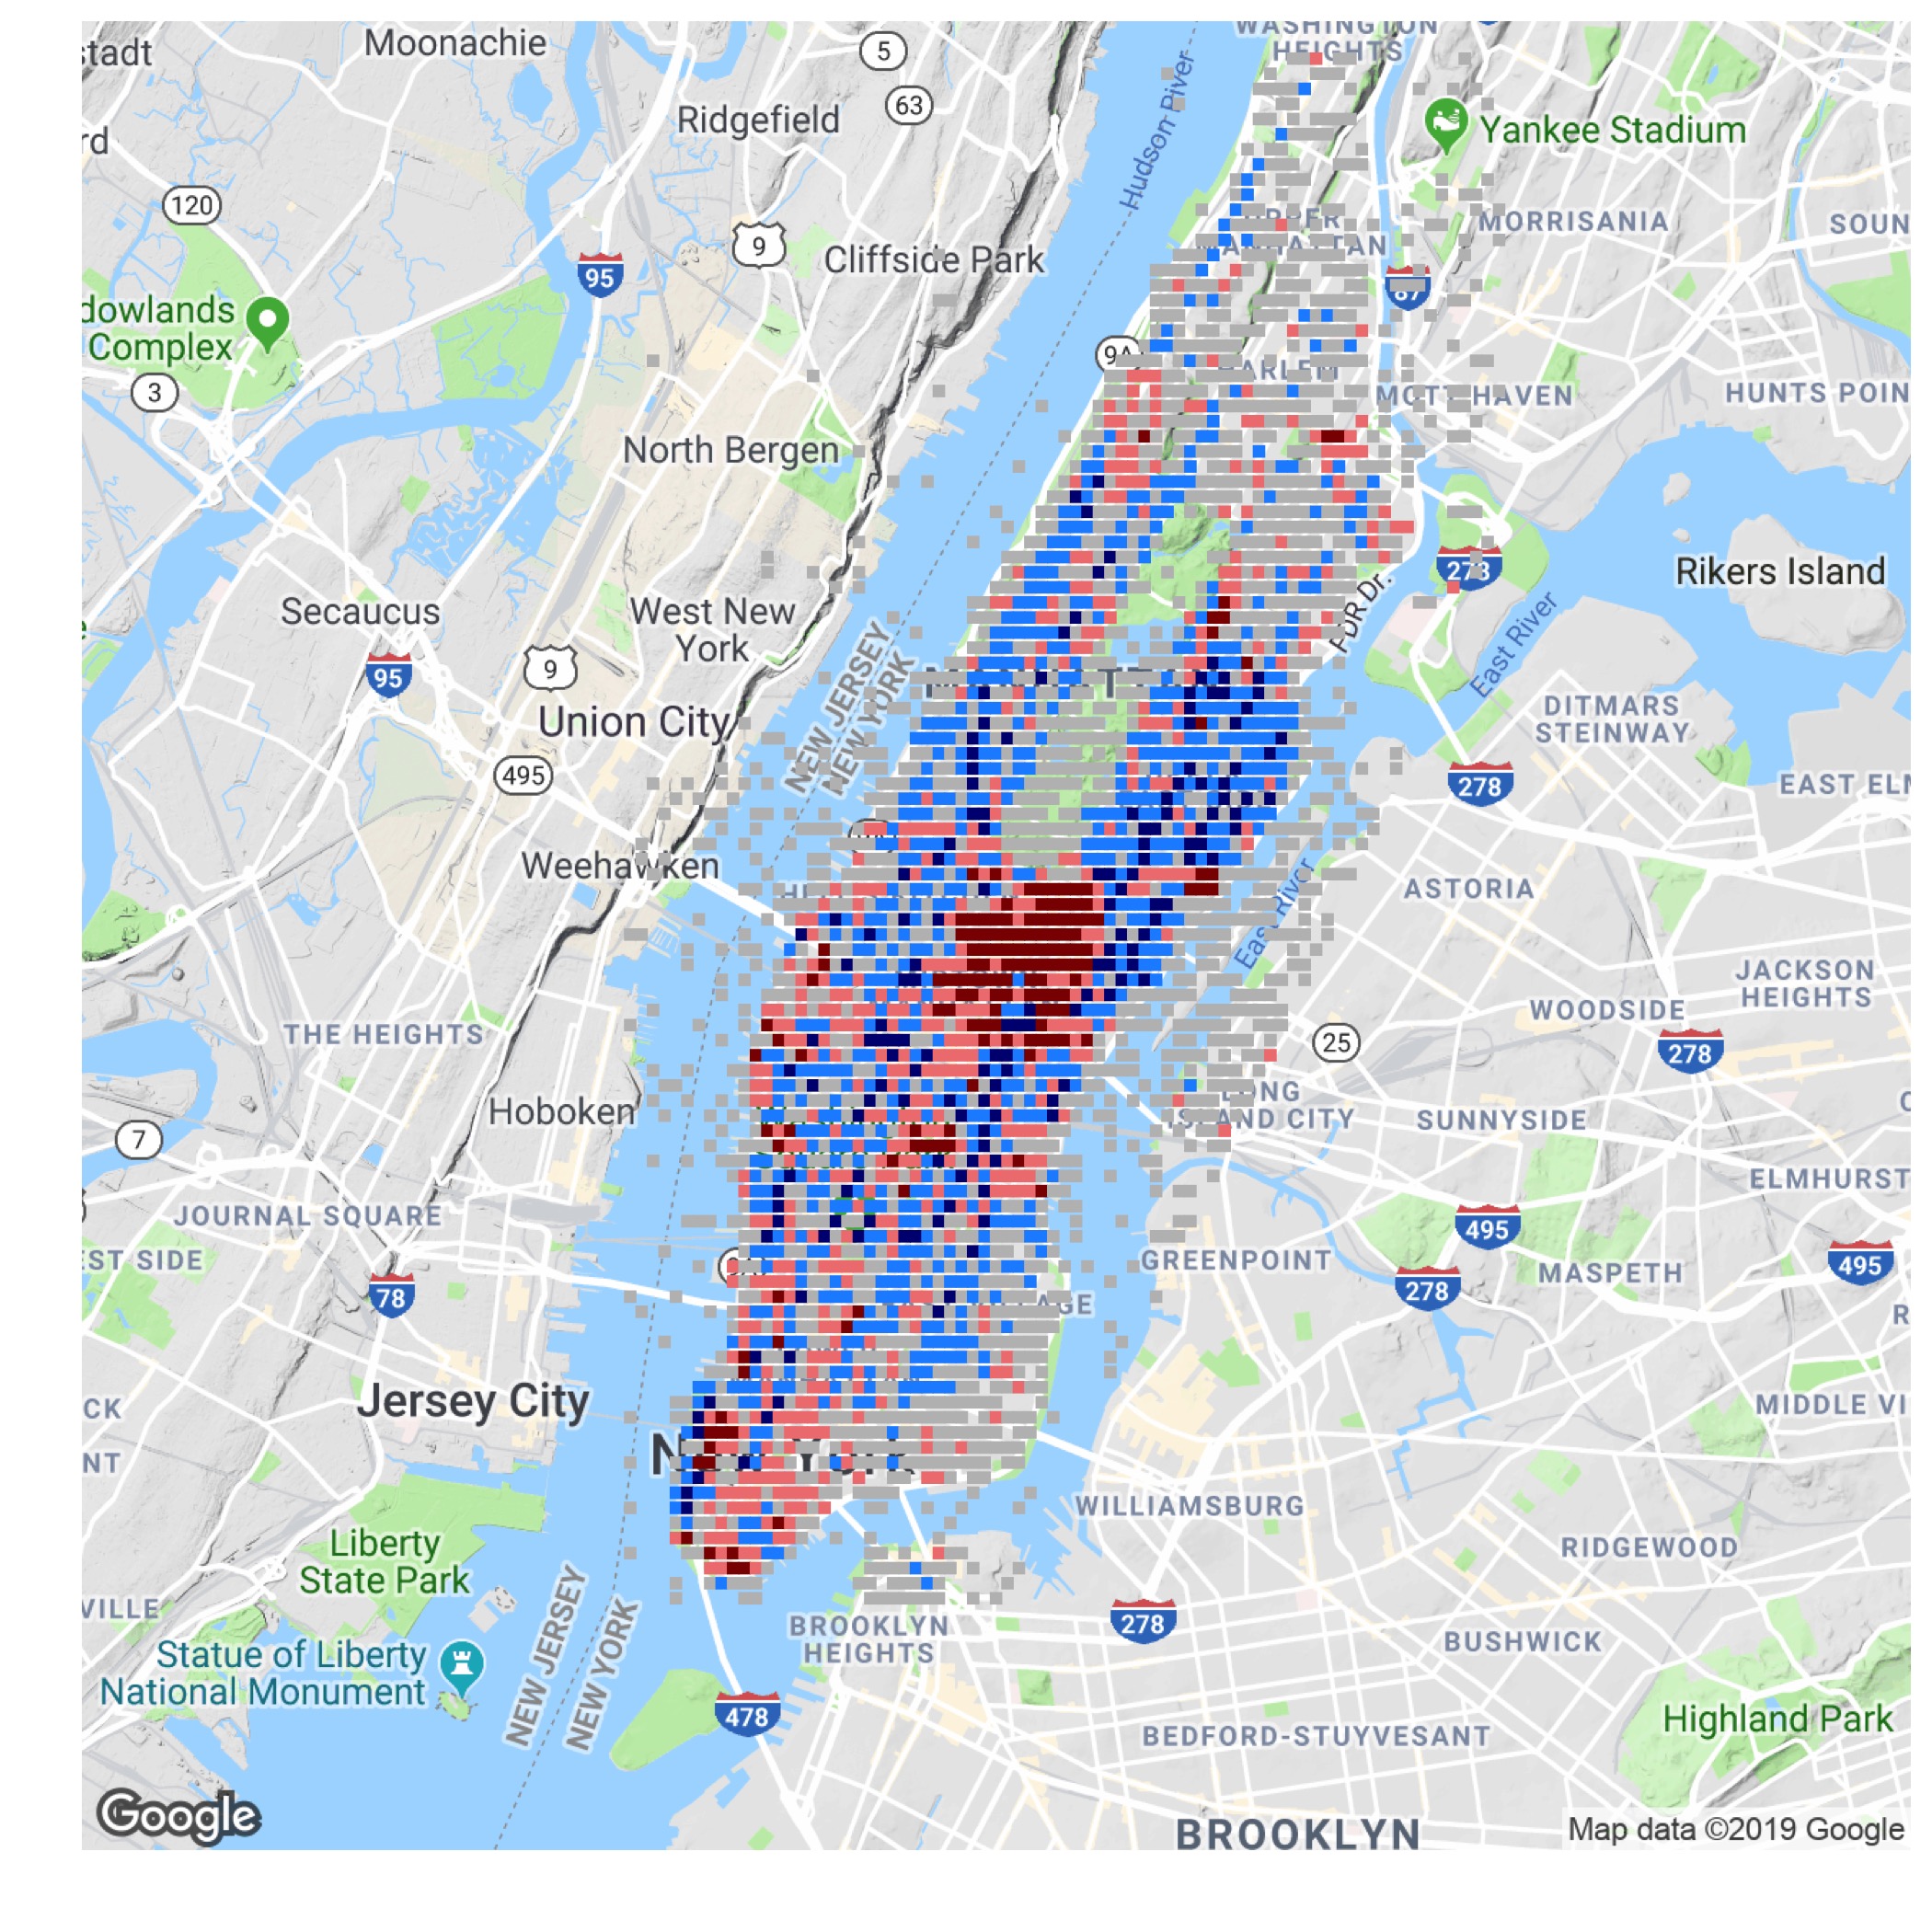 WASHINGTON
HEIGHTS
stadt
Moonachie
5
63
Ridgefield
rd
Hudson River
Yankee Stadium
120
9
Cliffside Park
MORRISANIA
SOUN
95
87
dowlands
Complex
3
HARLEM
MOTT HAVEN
HUNTS POIN
North Bergen
278
Rikers Island
Secaucus
West New
York
FDR Dr.
East River
95
9
NEW JERSEY
NEW YORK
Union City
DITMARS
STEINWAY
495
278
EAST ELM
Weehawken
ASTORIA
East River
JACKSON
HEIGHTS
WOODSIDE
THE HEIGHTS
25
278
Hoboken
LONG
ISLAND CITY
SUNNYSIDE
7
ELMHURST
JOURNAL SQUARE
495
EST SIDE
GREENPOINT
495
78
278
MASPETH
Jersey City
CK
MIDDLE VI
NEW YORK
NT
WILLIAMSBURG
Liberty
State Park
RIDGEWOOD
VILLE
NEW JERSEY
NEW YORK
BROOKLYN
HEIGHTS
278
BUSHWICK
Statue of Liberty
National Monument
478
Highland Park
BEDFORD-STUYVESANT
Google
BROOKLYN
Map data ©2019 Google